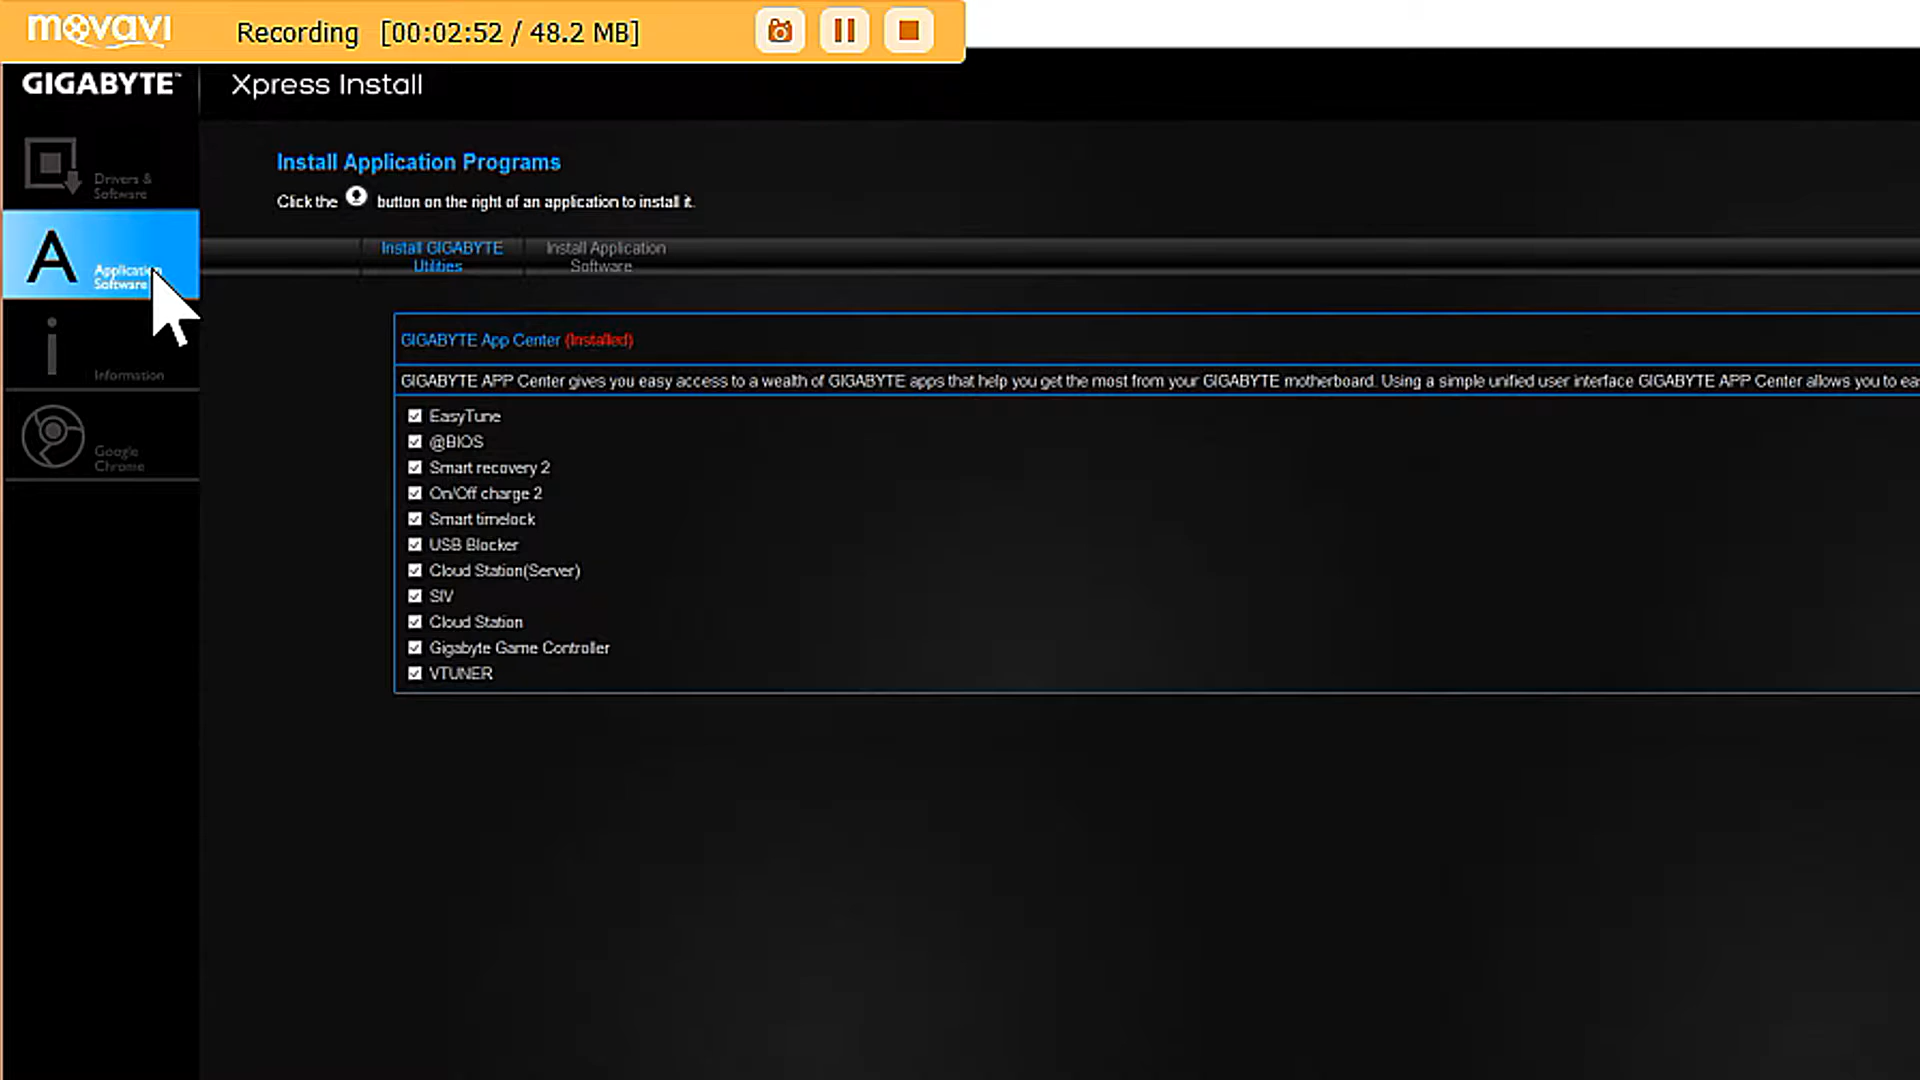 movavi
Recording [00:02:52 / 48.2 MB]
GIGABYTE™
Xpress Install
Drivers &
Software
Install Application Programs
Click the button on the right of an application to install it.
Application
Software
Install GIGABYTE
Utilities
Install Application
Software
Information
Google
Chrome
GIGABYTE App Center (Installed)
GIGABYTE APP Center gives you easy access to a wealth of GIGABYTE apps that help you get the most from your GIGABYTE motherboard. Using a simple unified user interface GIGABYTE APP Center allows you to ea
EasyTune
@BIOS
Smart recovery 2
On/Off charge 2
Smart timelock
USB Blocker
Cloud Station(Server)
SIV
Cloud Station
Gigabyte Game Controller
VTUNER